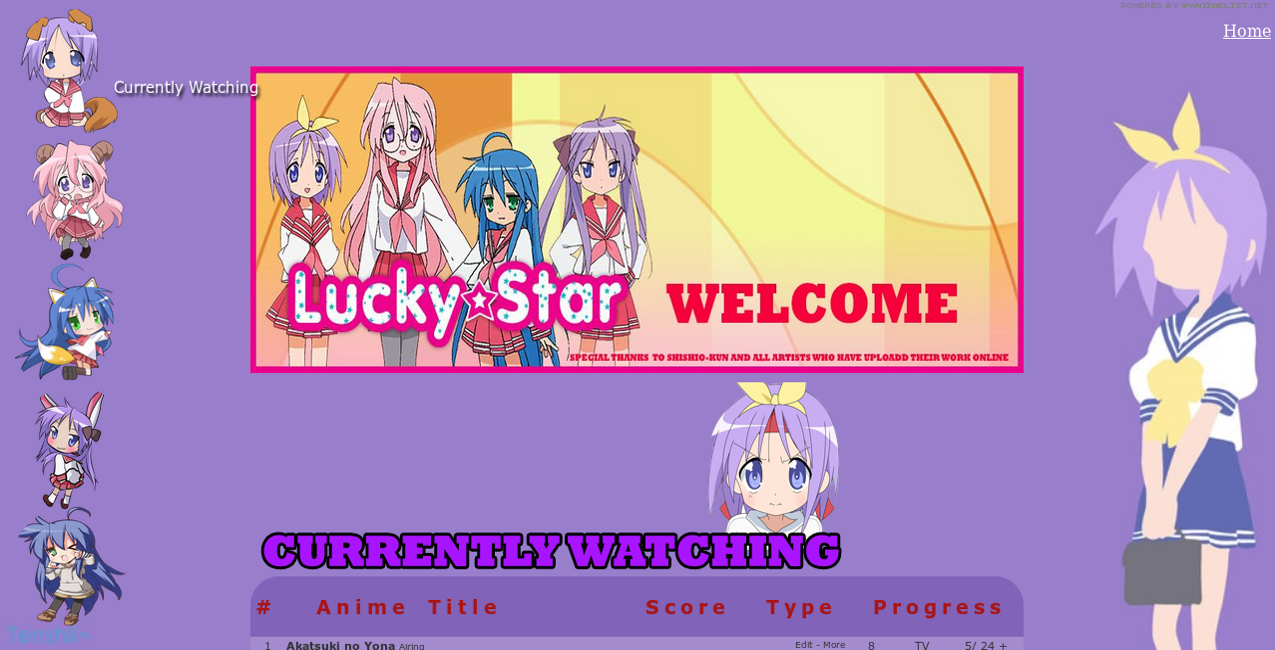 POWERED BY MYANIMELIST.NET
Home
Currently Watching
Lucky Star
WELCOME
SPECIAL THANKS TO SHISHIO-KUN AND ALL ARTISTS WHO HAVE UPLOADD THEIR WORK ONLINE
CURRENTLY WATCHING
# Anime Title Score Type Progress
1 Akatsuki no Yona Airing Edit - More 8 TV 5/ 24 +